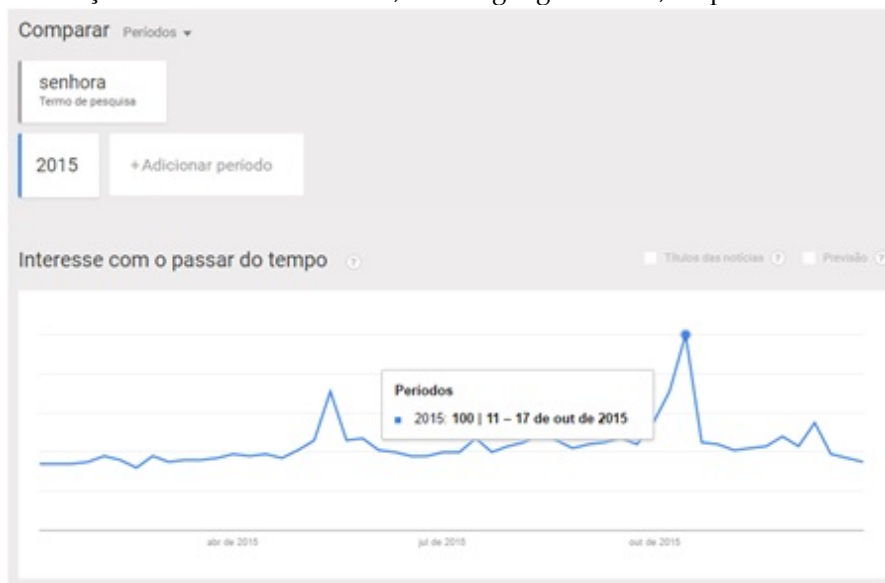 Comparar Períodos
senhora
Termo de pesquisa
2015
+Adicionar período
Interesse com o passar do tempo ?
Títulos das notícias ? Previsão ?
Períodos
2015: 100 | 11 – 17 de out de 2015
abr de 2015 jul de 2015 out de 2015